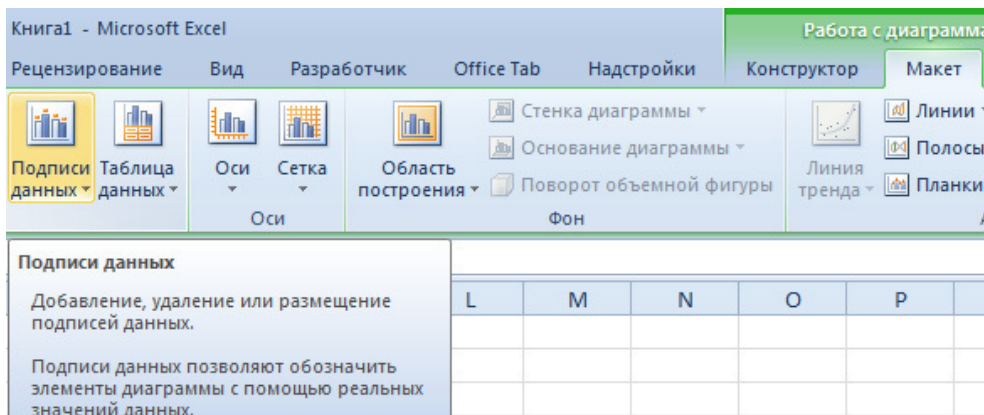 Книга1 - Microsoft Excel
Работа с диаграмма
Рецензирование Вид Разработчик Office Tab Надстройки Конструктор Макет
Подписи данных
Таблица данных
Оси
Сетка
Область построения
Стенка диаграммы
Основание диаграммы
Поворот объемной фигуры
Линия тренда
Линии
Полосы
Планки
Оси
Фон
Подписи данных
Добавление, удаление или размещение
подписей данных.
Подписи данных позволяют обозначить
элементы диаграммы с помощью реальных
значений данных.
L M N O P